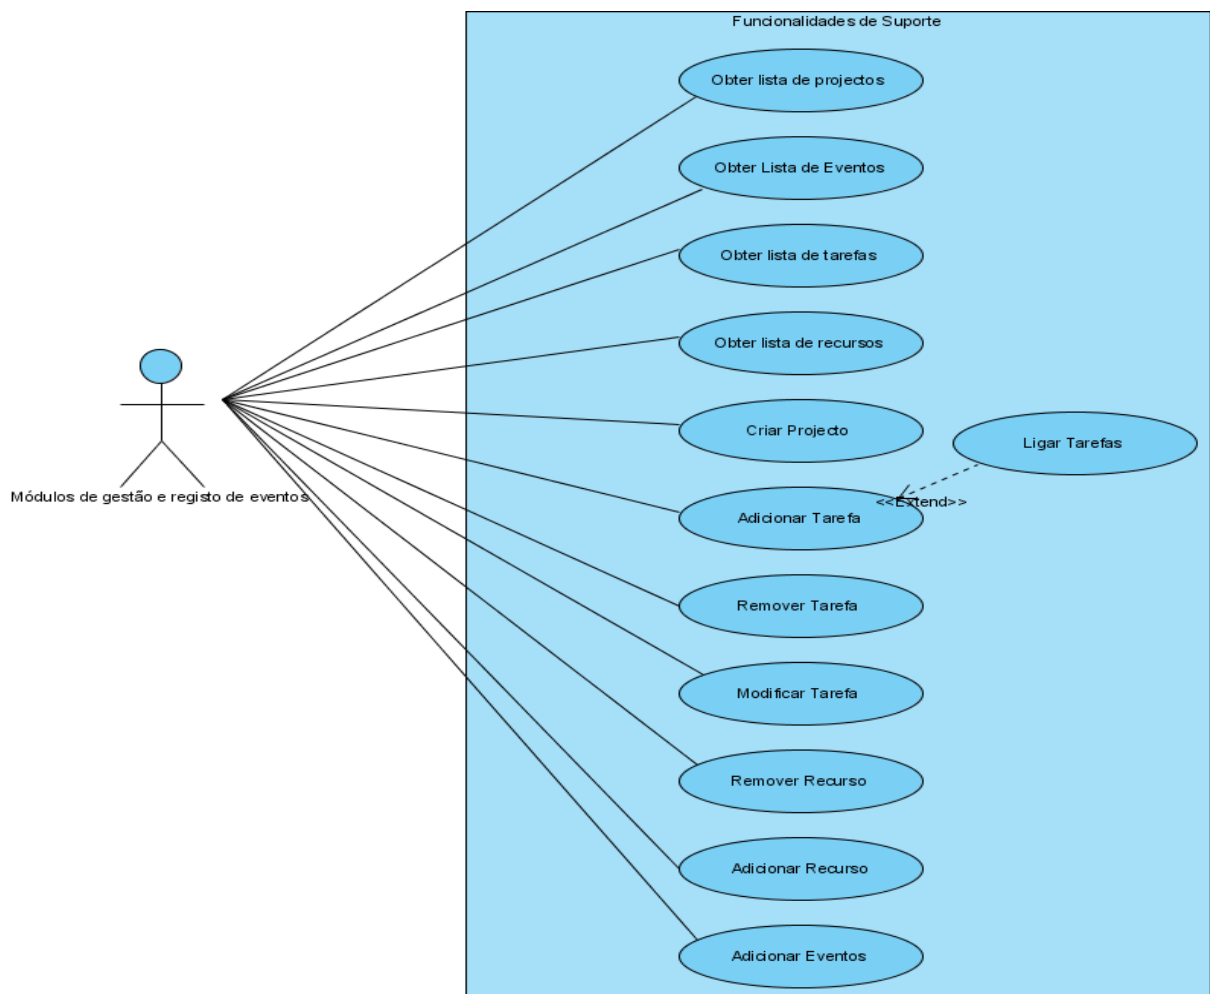 Funcionalidades de Suporte
Obter lista de projectos
Obter Lista de Eventos
Obter lista de tarefas
Obter lista de recursos
Criar Projecto
Ligar Tarefas
<<Extend>>
Módulos de gestão e registo de eventos
Adicionar Tarefa
Remover Tarefa
Modificar Tarefa
Remover Recurso
Adicionar Recurso
Adicionar Eventos